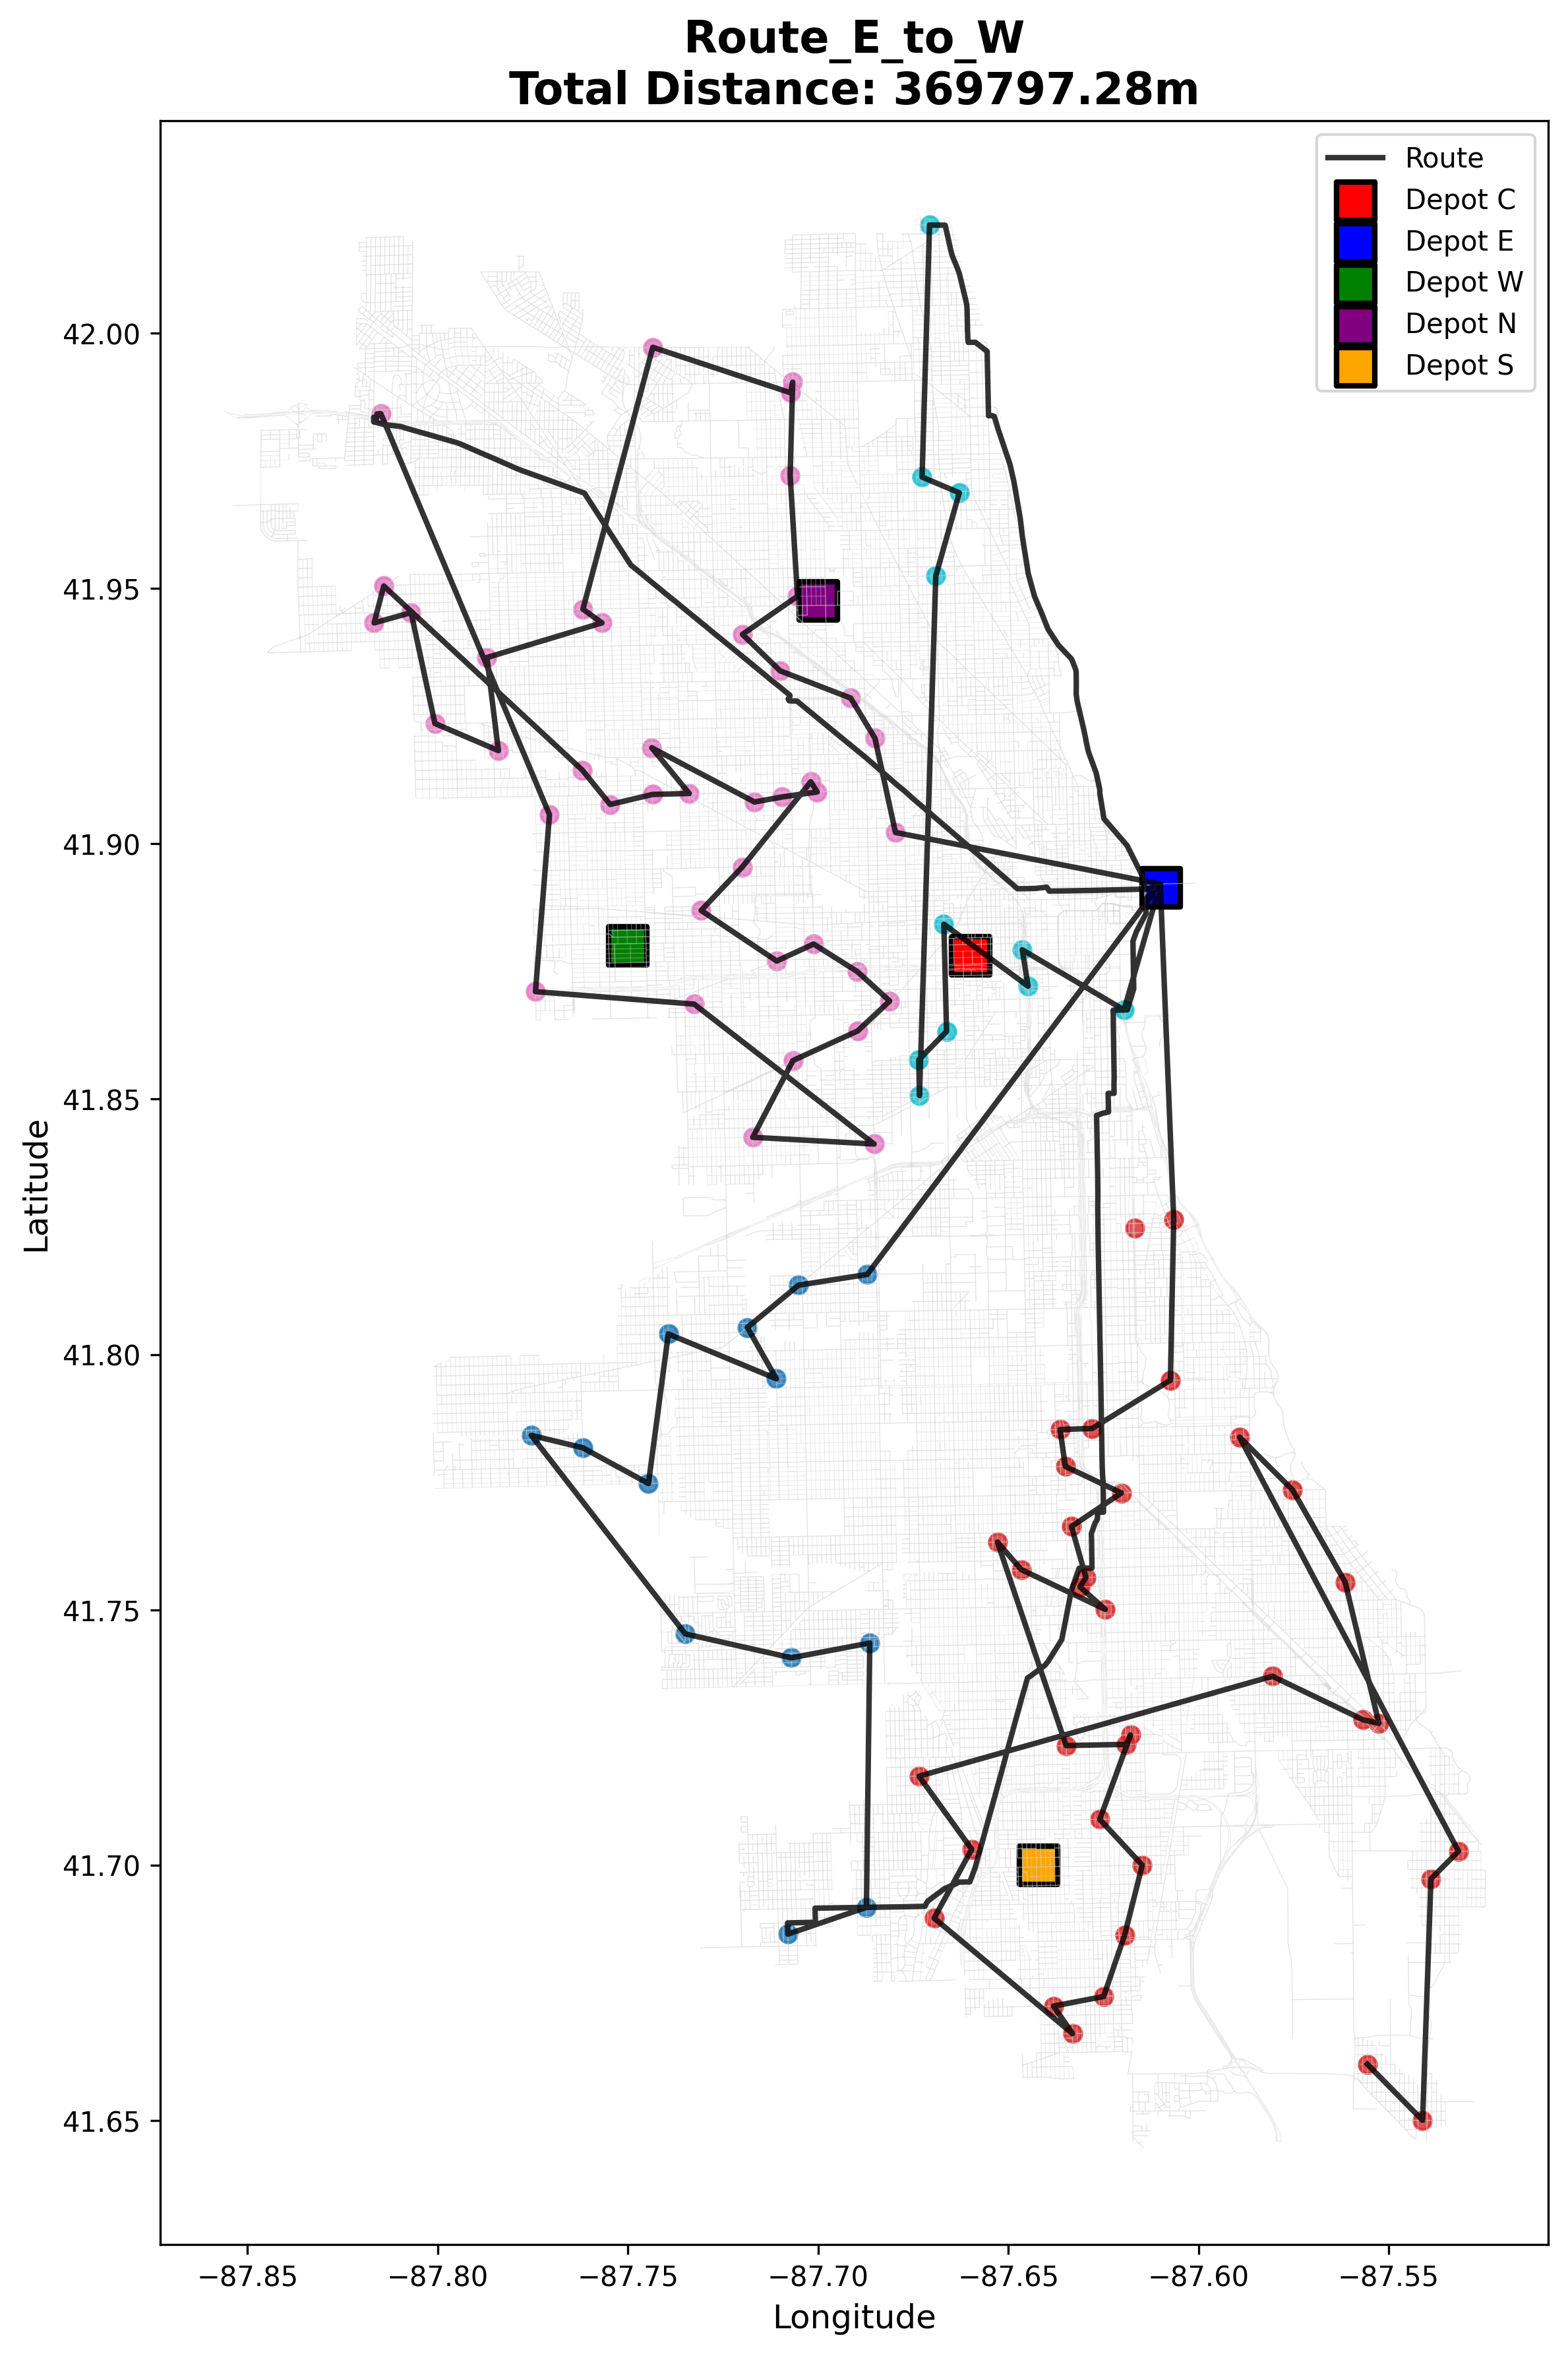 Route_E_to_W
Total Distance: 369797.28m
Route
Depot C
Depot E
Depot W
Depot N
Depot S
42.00
41.95
41.90
41.85
41.80
41.75
41.70
41.65
Latitude
−87.85 −87.80 −87.75 −87.70 −87.65 −87.60 −87.55
Longitude